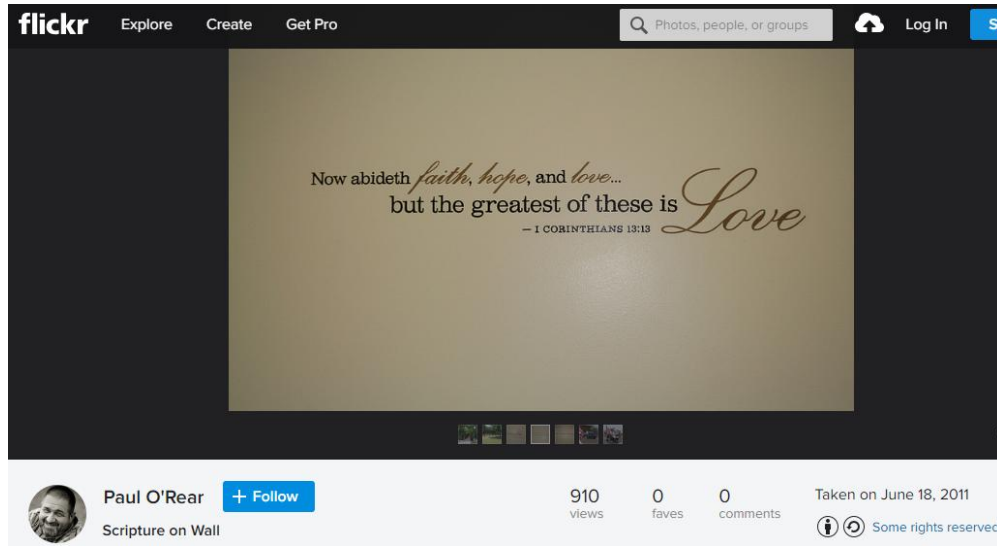 flickr Explore Create Get Pro Photos, people, or groups Log In S
Now abideth faith, hope, and love...
but the greatest of these is Love
— I CORINTHIANS 13:13
Paul O'Rear + Follow 910 0 0 Taken on June 18, 2011
views faves comments
Scripture on Wall Some rights reserved